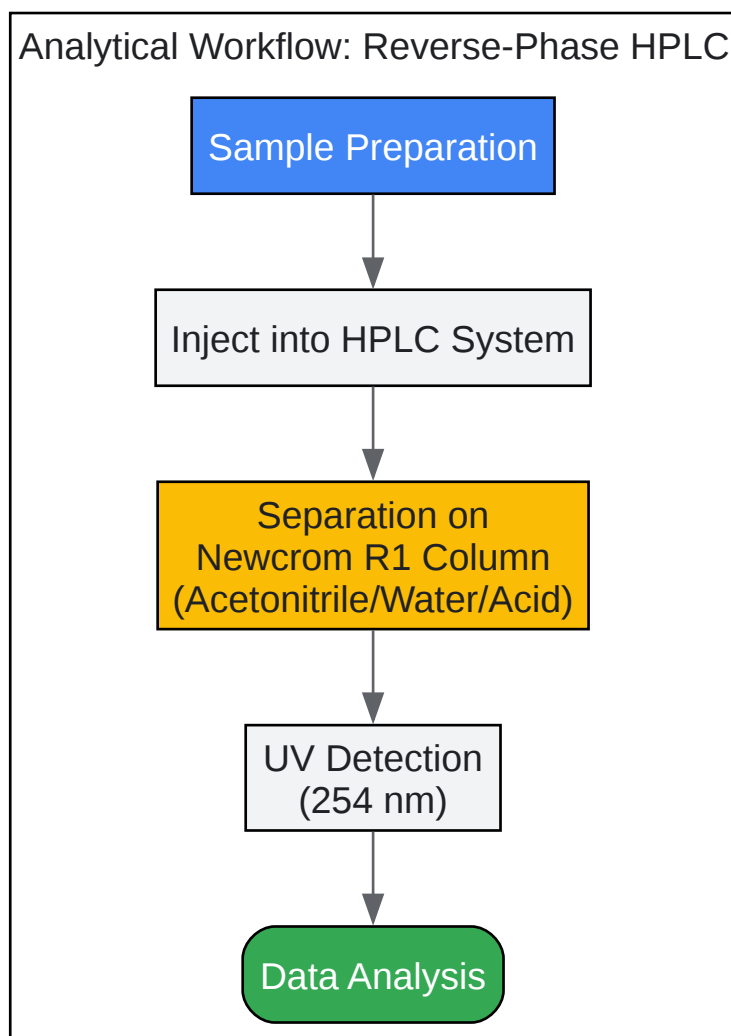 Analytical Workflow: Reverse-Phase HPLC
Sample Preparation
Inject into HPLC System
Separation on
Newcrom R1 Column
(Acetonitrile/Water/Acid)
UV Detection
(254 nm)
Data Analysis